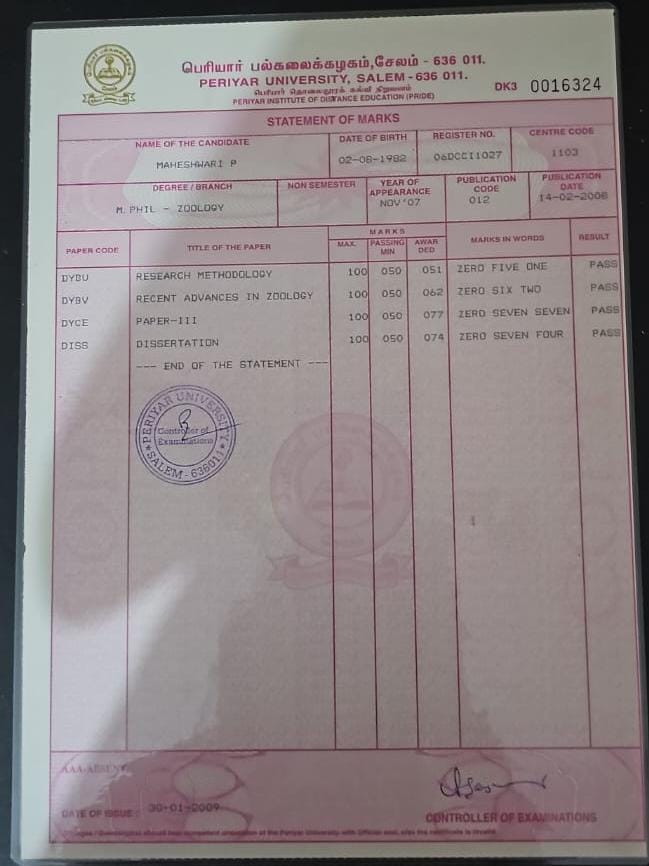 பெரியார் பல்கலைக்கழகம்,சேலம் - 636 011.
PERIYAR UNIVERSITY, SALEM - 636 011.
பெரியார் தொலைதூரக் கல்வி நிறுவனம்
PERIYAR INSTITUTE OF DISTANCE EDUCATION (PRIDE)
DK3 0016324
STATEMENT OF MARKS
NAME OF THE CANDIDATE DATE OF BIRTH REGISTER NO. CENTRE CODE
MAHESHWARI P 02-08-1982 06DCCI1027 1103
DEGREE / BRANCH NON SEMESTER YEAR OF APPEARANCE PUBLICATION CODE PUBLICATION DATE
M.PHIL - ZOOLOGY NOV'07 012 14-02-2008
PAPER CODE TITLE OF THE PAPER MARKS MARKS IN WORDS RESULT
MAX. PASSING MIN AWAR DED
DYBU RESEARCH METHODOLOGY 100 050 051 ZERO FIVE ONE PASS
DYBV RECENT ADVANCES IN ZOOLOGY 100 050 062 ZERO SIX TWO PASS
DYCE PAPER-III 100 050 077 ZERO SEVEN SEVEN PASS
DISS DISSERTATION 100 050 074 ZERO SEVEN FOUR PASS
--- END OF THE STATEMENT ---
PERIYAR UNIVERSITY
Controller of
Examinations
SALEM - 636011
AAA-ABSENT
DATE OF ISSUE : 30-01-2009
CONTROLLER OF EXAMINATIONS